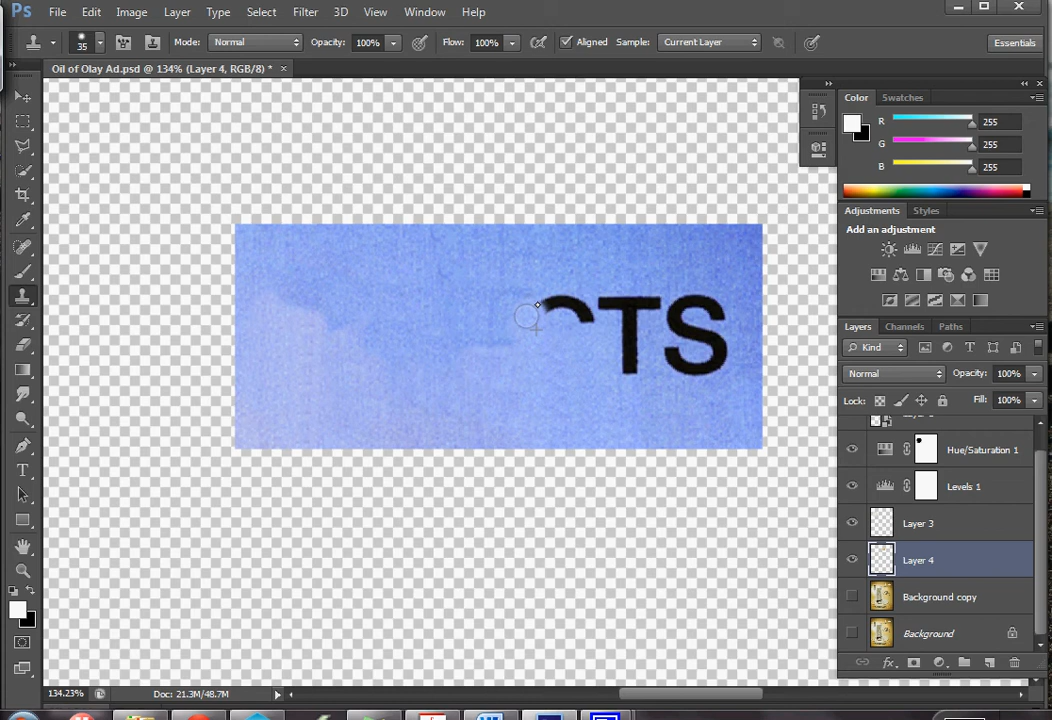 Ps File Edit Image Layer Type Select Filter 3D View Window Help
35 Mode: Normal Opacity: 100% Flow: 100% Aligned Sample: Current Layer Essentials
Oil of Olay Ad.psd @ 134% (Layer 4, RGB/8) * ×
Color Swatches
R 255
G 255
B 255
Adjustments Styles
Add an adjustment
Layers Channels Paths
Kind
Normal Opacity: 100%
Lock: Fill: 100%
Hue/Saturation 1
Levels 1
Layer 3
Layer 4
Background copy
Background
TS
134.23% Doc: 21.3M/48.7M